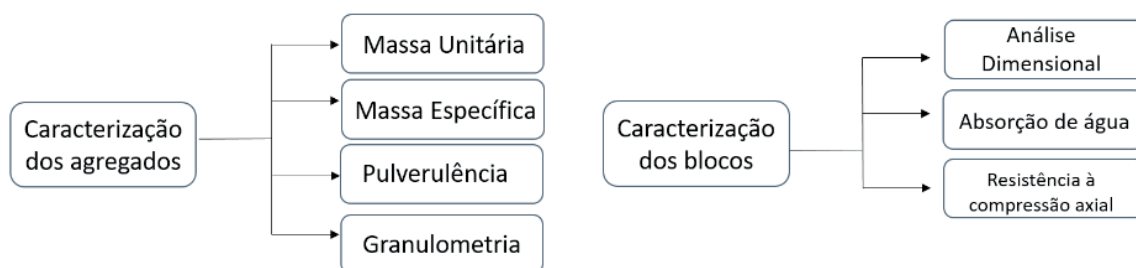 Caracterização
dos agregados
Massa Unitária
Massa Específica
Pulverulência
Granulometria
Caracterização
dos blocos
Análise
Dimensional
Absorção de água
Resistência à
compressão axial